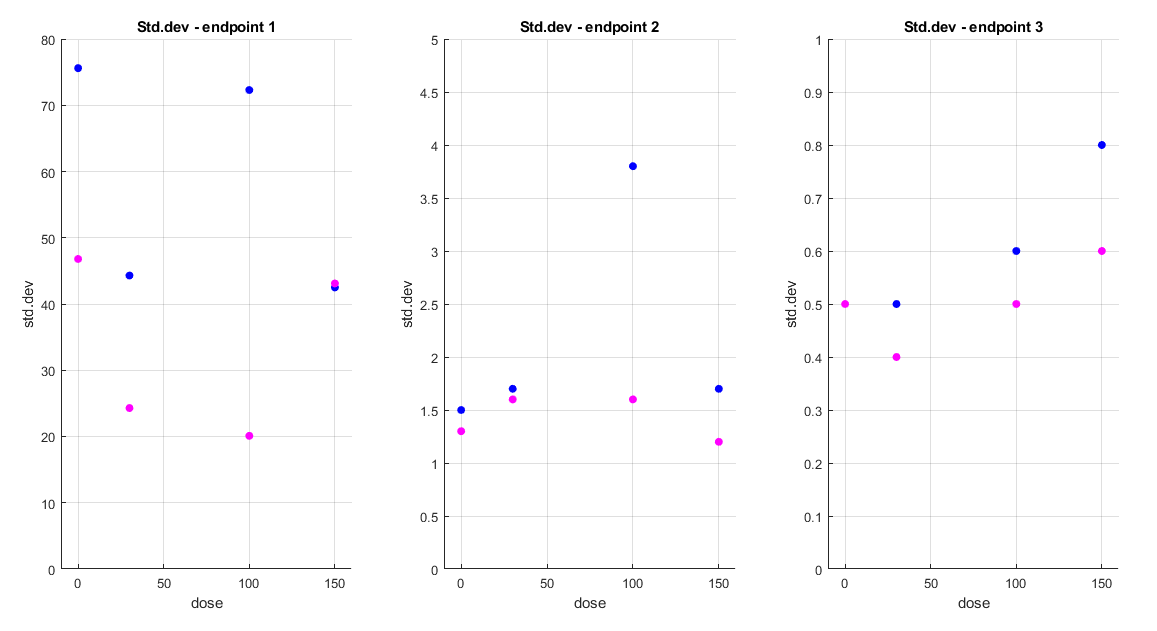 Std.dev - endpoint 1
80
70
60
50
40
30
20
10
0
std.dev
0 50 100 150
dose
Std.dev - endpoint 2
5
4.5
4
3.5
3
2.5
2
1.5
1
0.5
0
std.dev
0 50 100 150
dose
Std.dev - endpoint 3
1
0.9
0.8
0.7
0.6
0.5
0.4
0.3
0.2
0.1
0
std.dev
0 50 100 150
dose